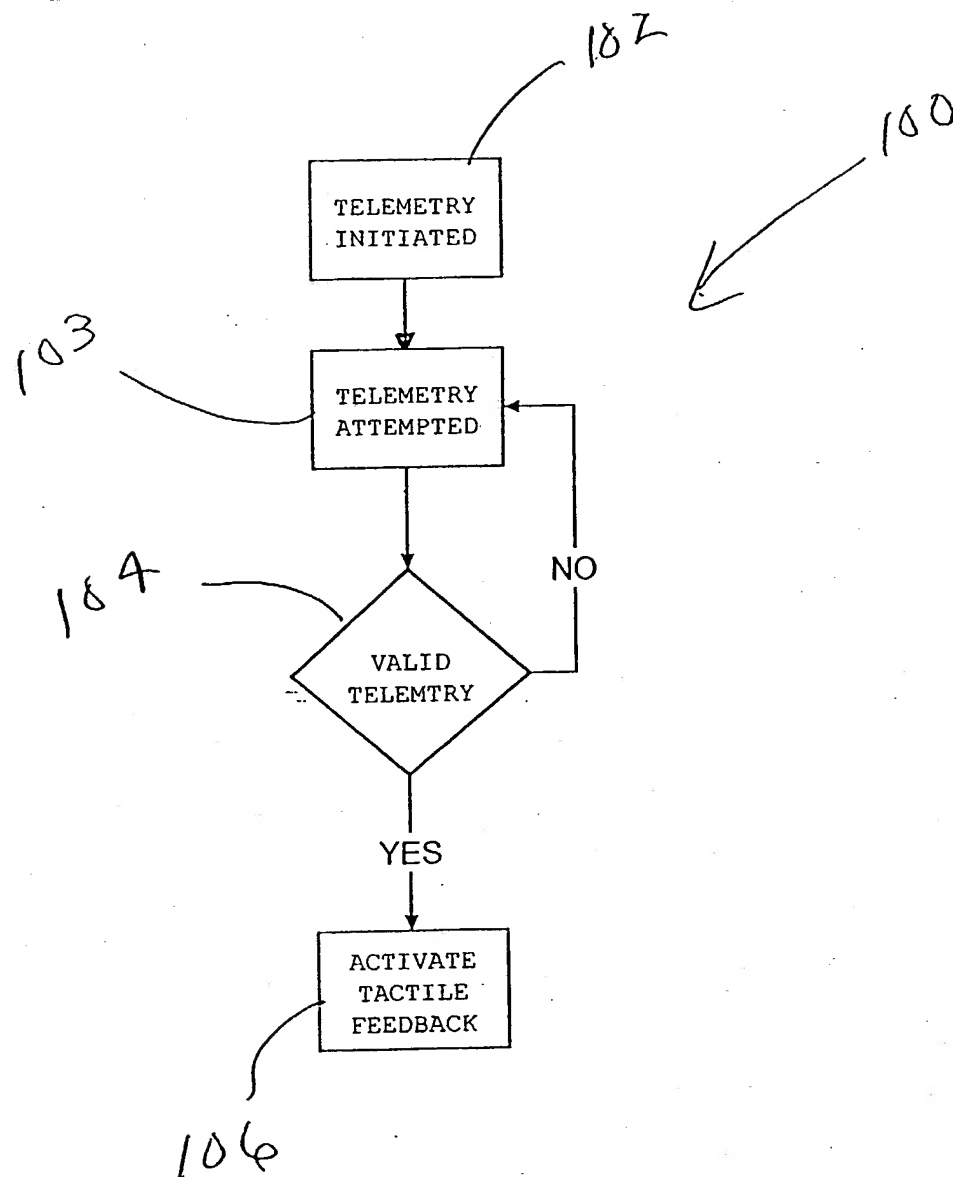 102
100
TELEMETRY
INITIATED
103
TELEMETRY
ATTEMPTED
NO
104
VALID
TELEMTRY
YES
ACTIVATE
TACTILE
FEEDBACK
106